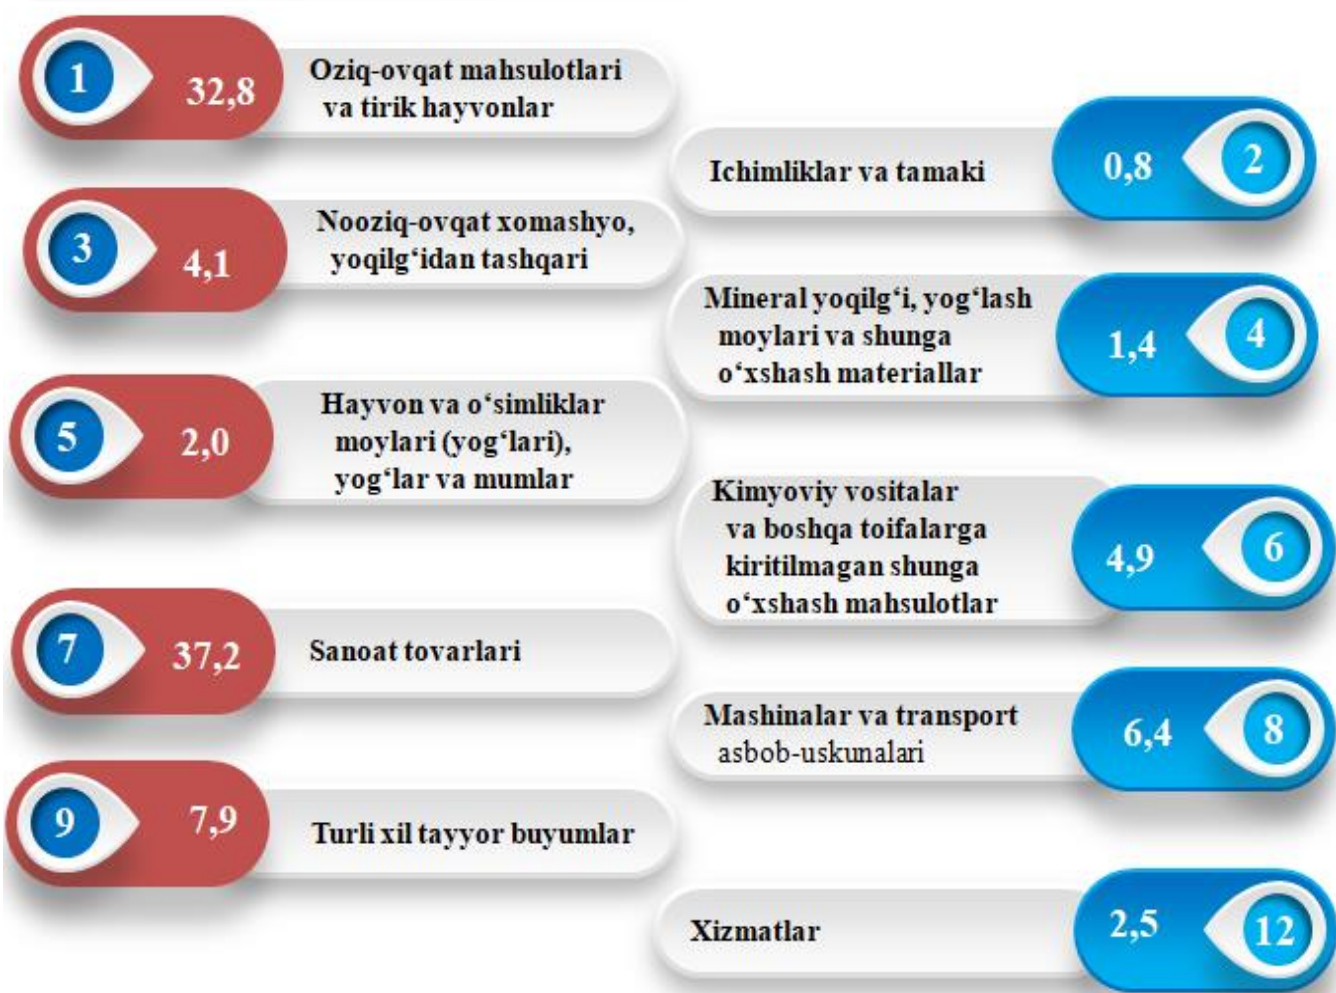 1
32,8
Oziq-ovqat mahsulotlari
va tirik hayvonlar
Ichimliklar va tamaki
0,8
2
3
4,1
Nooziq-ovqat xomashyo,
yoqilg‘idan tashqari
Mineral yoqilg‘i, yog‘lash
moylari va shunga
o‘xshash materiallar
1,4
4
5
2,0
Hayvon va o‘simliklar
moylari (yog‘lari),
yog‘lar va mumlar
Kimyoviy vositalar
va boshqa toifalarga
kiritilmagan shunga
o‘xshash mahsulotlar
4,9
6
7
37,2
Sanoat tovarlari
Mashinalar va transport
asbob-uskunalari
6,4
8
9
7,9
Turli xil tayyor buyumlar
Xizmatlar
2,5
12